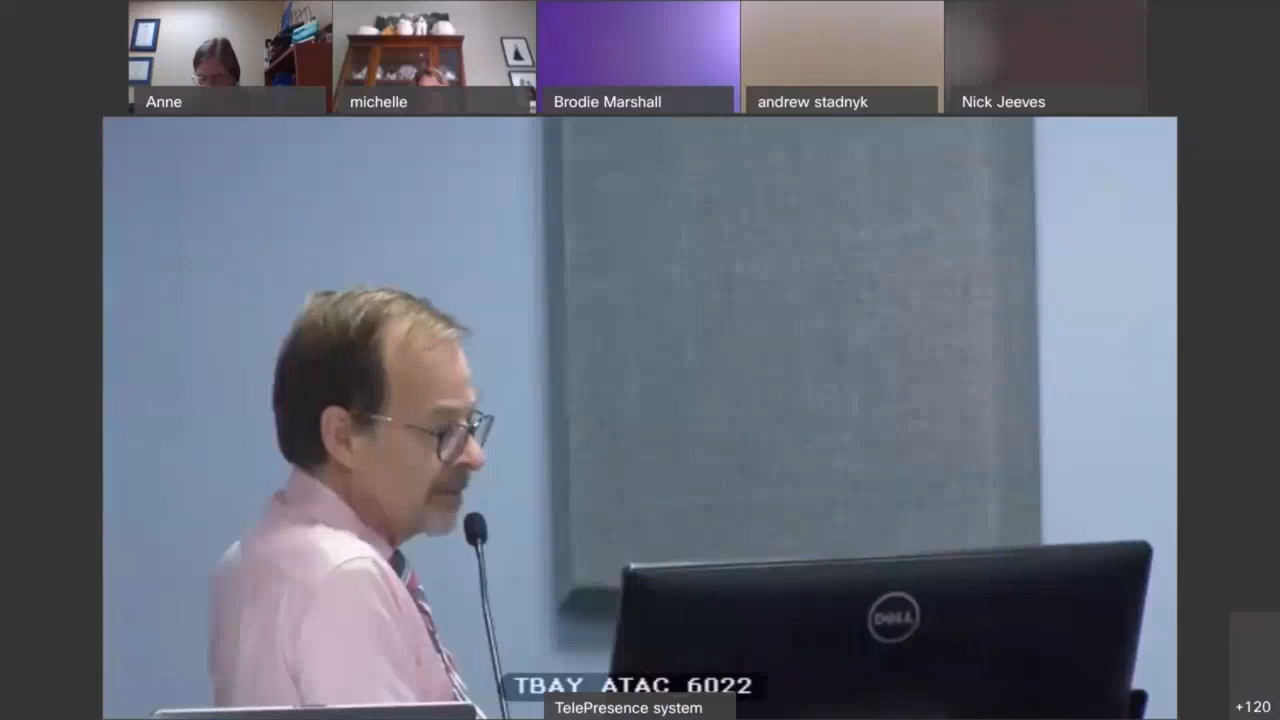 Anne
michelle
Brodie Marshall
andrew stadnyk
Nick Jeeves
DELL
TBAY ATAC 6022
TelePresence system
+120